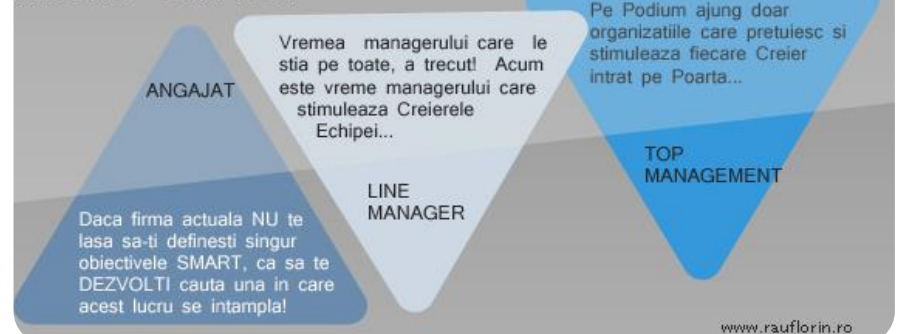 ANGAJAT
Daca firma actuala NU te
lasa sa-ti definesti singur
obiectivele SMART, ca sa te
DEZVOLTI cauta una in care
acest lucru se intampla!
Vremea managerului care le
stia pe toate, a trecut! Acum
este vreme managerului care
stimuleaza Creierele
Echipei...
LINE
MANAGER
Pe Podium ajung doar
organizatiile care pretuiesc si
stimuleaza fiecare Creier
intrat pe Poarta...
TOP
MANAGEMENT
www.rauflorin.ro